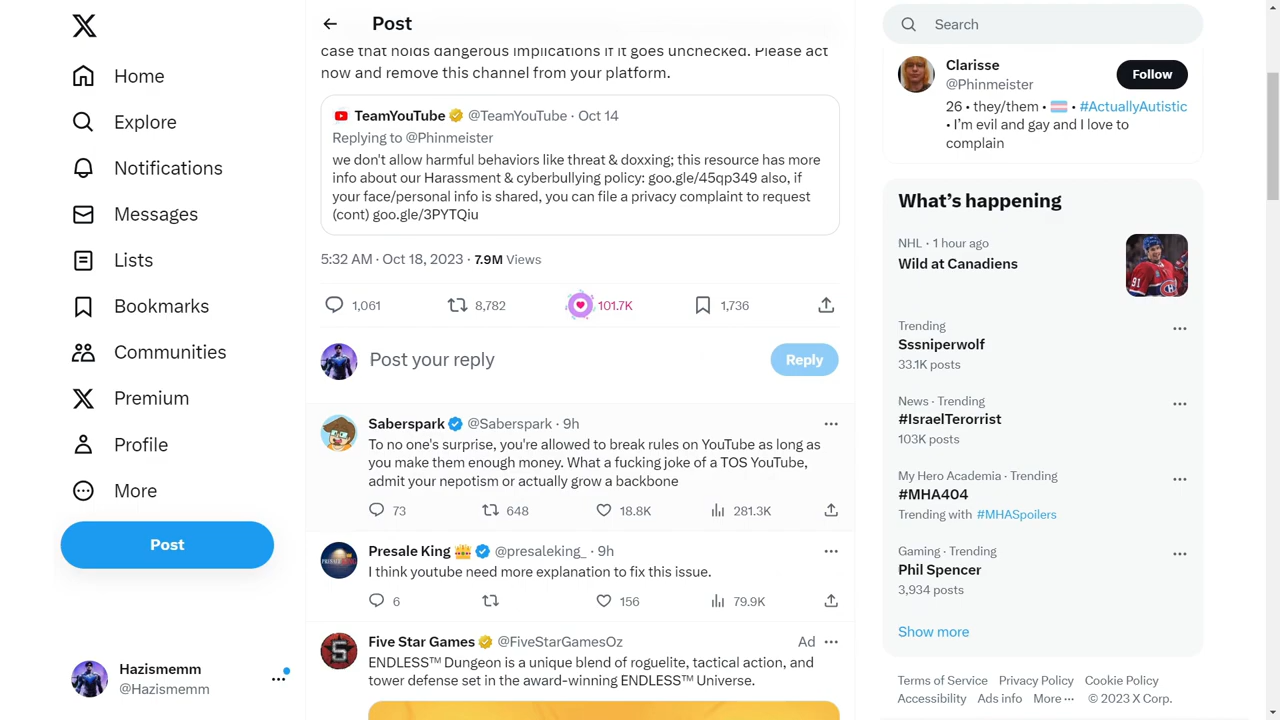 Home
Explore
Notifications
Messages
Lists
Bookmarks
Communities
Premium
Profile
More
Post
Hazismemm
@Hazismemm
Post
case that holds dangerous implications if it goes unchecked. Please act
now and remove this channel from your platform.
TeamYouTube @TeamYouTube · Oct 14
Replying to @Phinmeister
we don't allow harmful behaviors like threat & doxxing; this resource has more
info about our Harassment & cyberbullying policy: goo.gle/45qp349 also, if
your face/personal info is shared, you can file a privacy complaint to request
(cont) goo.gle/3PYTQiu
5:32 AM · Oct 18, 2023 · 7.9M Views
1,061 8,782 101.7K 1,736
Post your reply
Reply
Saberspark @Saberspark · 9h
To no one's surprise, you're allowed to break rules on YouTube as long as
you make them enough money. What a fucking joke of a TOS YouTube,
admit your nepotism or actually grow a backbone
73 648 18.8K 281.3K
Presale King @presaleking_ · 9h
I think youtube need more explanation to fix this issue.
6 156 79.9K
Five Star Games @FiveStarGamesOz Ad
ENDLESS™ Dungeon is a unique blend of roguelite, tactical action, and
tower defense set in the award-winning ENDLESS™ Universe.
Search
Clarisse
@Phinmeister
Follow
26 • they/them • • #ActuallyAutistic
• I'm evil and gay and I love to
complain
What's happening
NHL · 1 hour ago
Wild at Canadiens
Trending
Sssniperwolf
33.1K posts
News · Trending
#IsraelTerorrist
103K posts
My Hero Academia · Trending
#MHA404
Trending with #MHASpoilers
Gaming · Trending
Phil Spencer
3,934 posts
Show more
Terms of Service Privacy Policy Cookie Policy
Accessibility Ads info More ··· © 2023 X Corp.